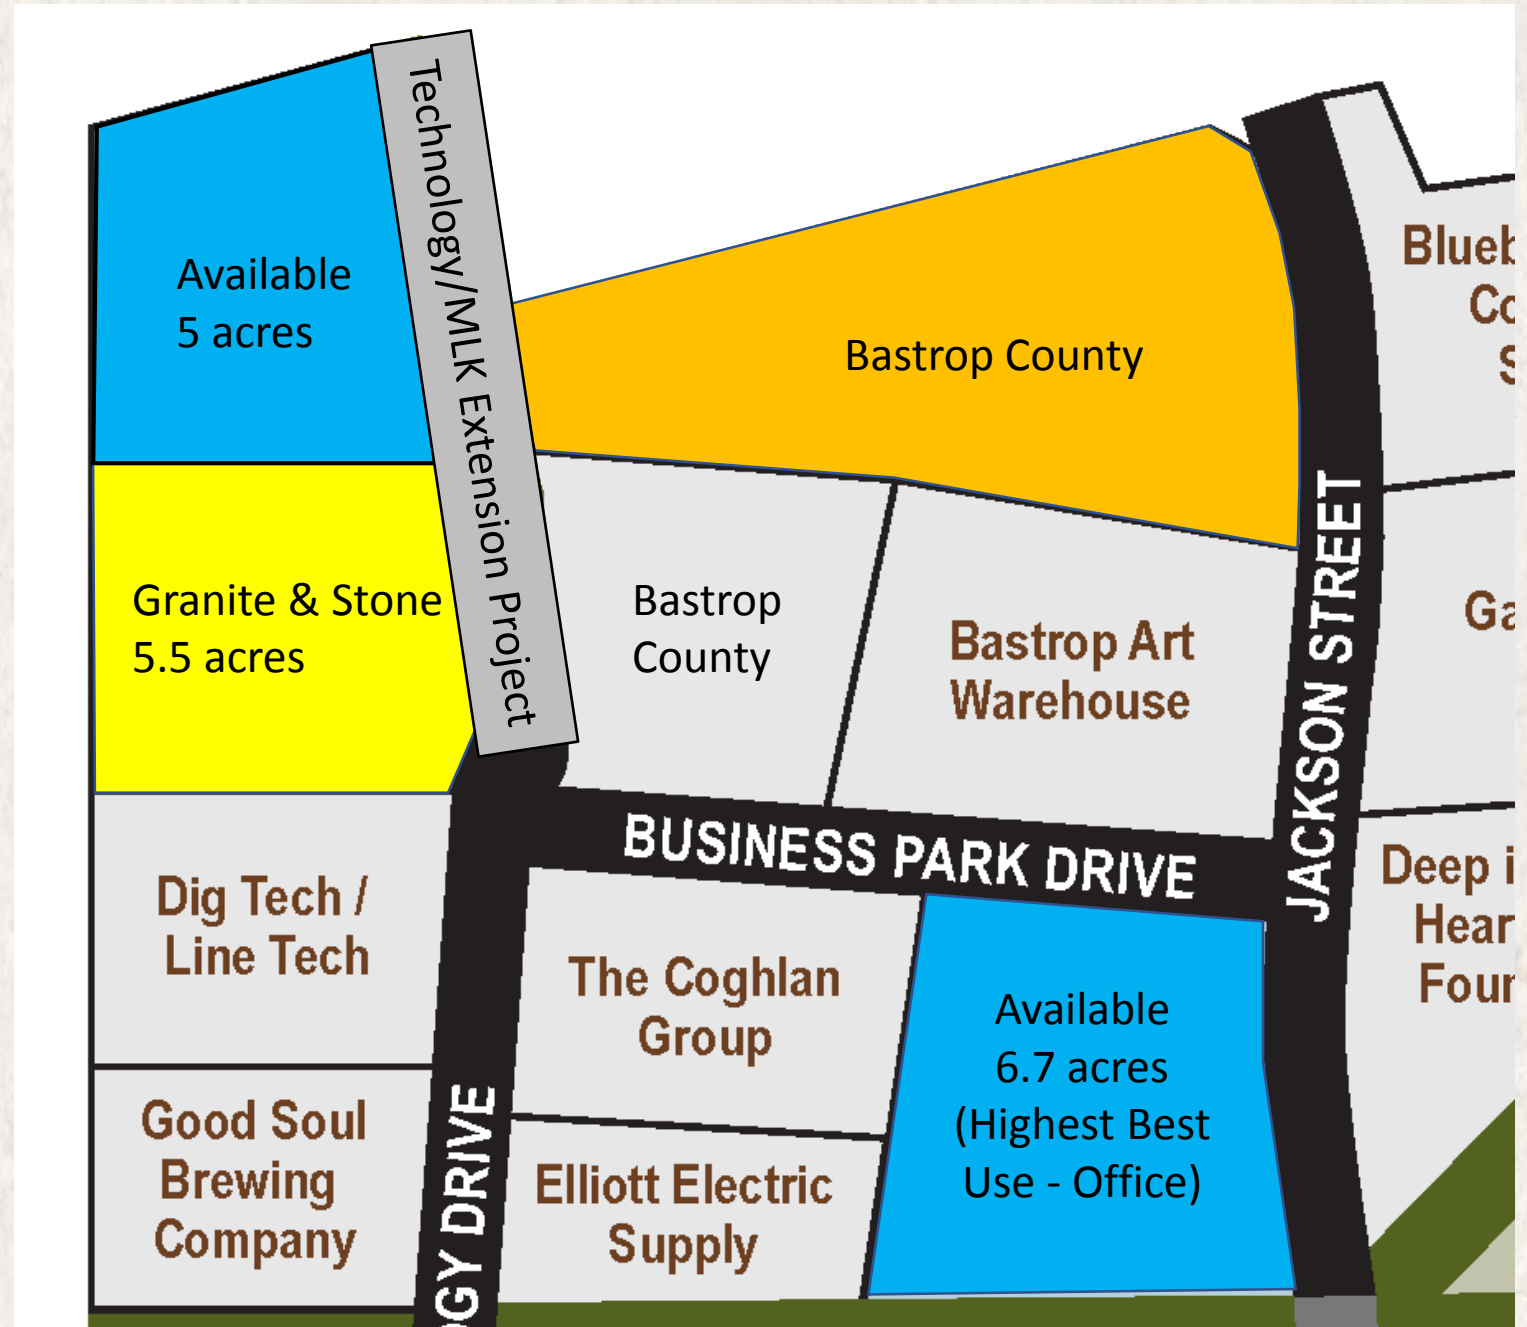 Technology/MLK Extension Project
Available
5 acres
Bastrop County
Granite & Stone
5.5 acres
Bastrop
County
Bastrop Art
Warehouse
JACKSON STREET
BUSINESS PARK DRIVE
Dig Tech /
Line Tech
The Coghlan
Group
Available
6.7 acres
(Highest Best
Use - Office)
Deep i
Good Soul
Brewing
Company
Elliott Electric
Supply
DRIVE